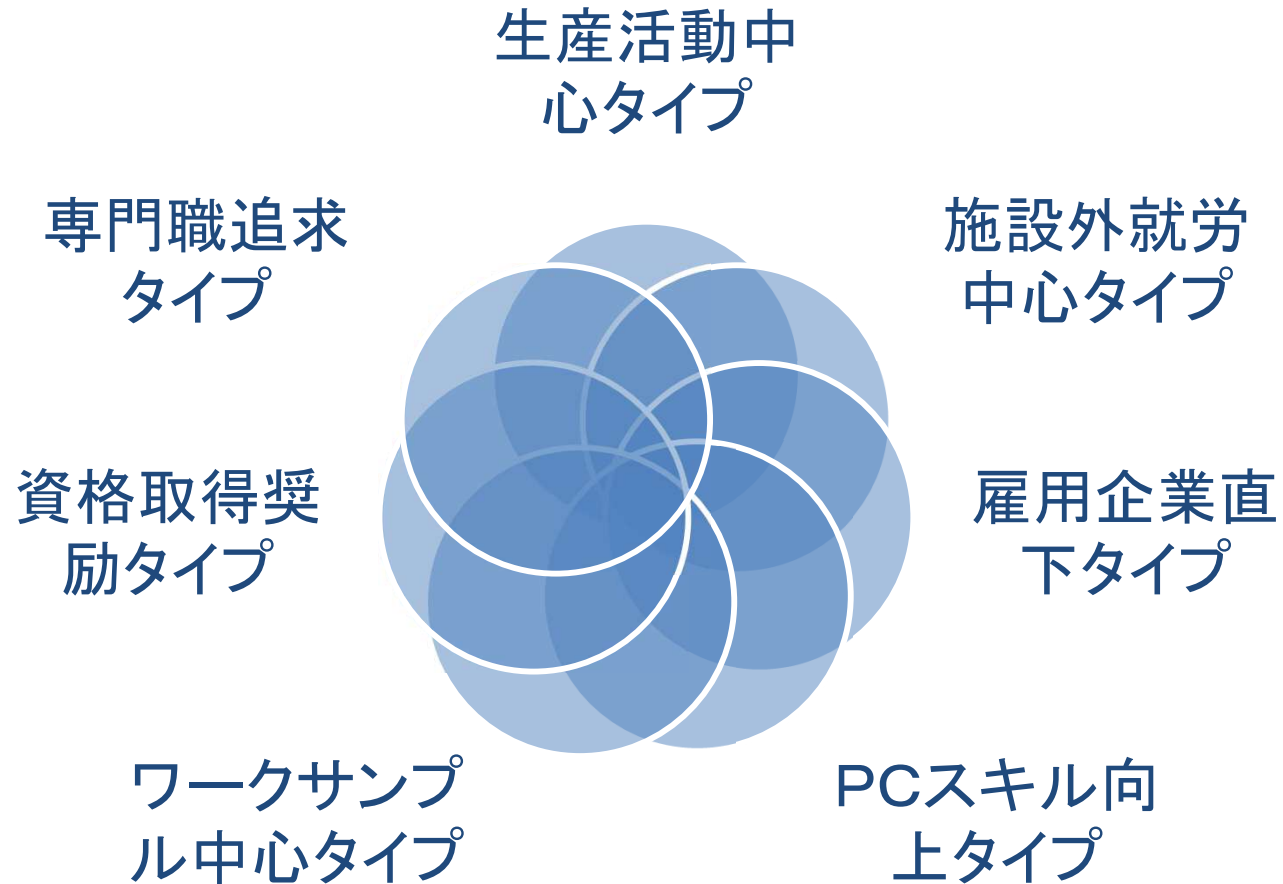 生産活動中
心タイプ
専門職追求
タイプ
施設外就労
中心タイプ
資格取得奨
励タイプ
雇用企業直
下タイプ
ワークサンプ
ル中心タイプ
PCスキル向
上タイプ